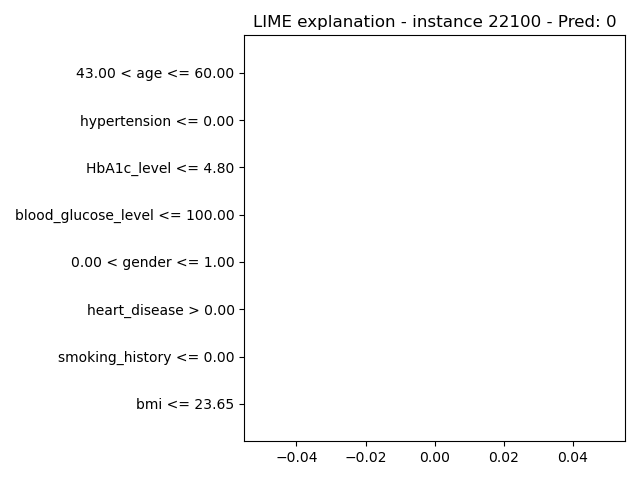 LIME explanation - instance 22100 - Pred: 0
43.00 < age <= 60.00
hypertension <= 0.00
HbA1c_level <= 4.80
blood_glucose_level <= 100.00
0.00 < gender <= 1.00
heart_disease > 0.00
smoking_history <= 0.00
bmi <= 23.65
−0.04 −0.02 0.00 0.02 0.04